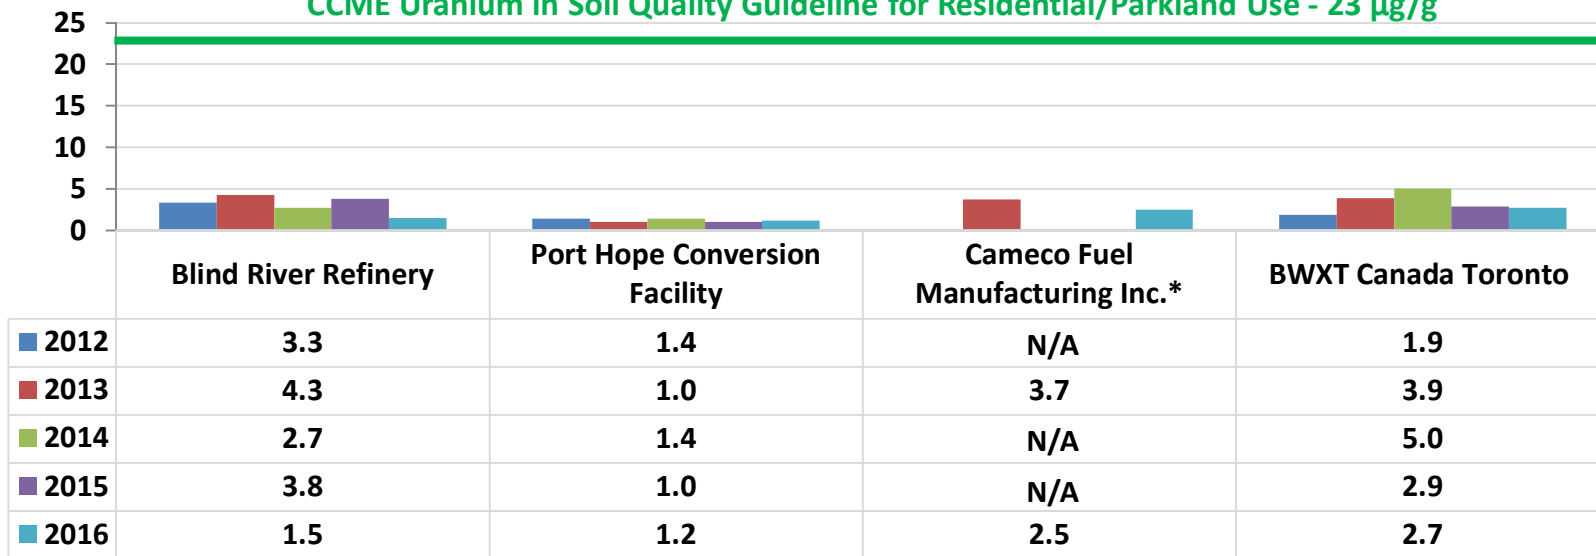 CCME Uranium in Soil Quality Guideline for Residential/Parkland Use - 23 µg/g
25
20
15
10
5
0
Blind River Refinery
Port Hope Conversion
Facility
Cameco Fuel
Manufacturing Inc.*
BWXT Canada Toronto
2012 3.3 1.4 N/A 1.9
2013 4.3 1.0 3.7 3.9
2014 2.7 1.4 N/A 5.0
2015 3.8 1.0 N/A 2.9
2016 1.5 1.2 2.5 2.7